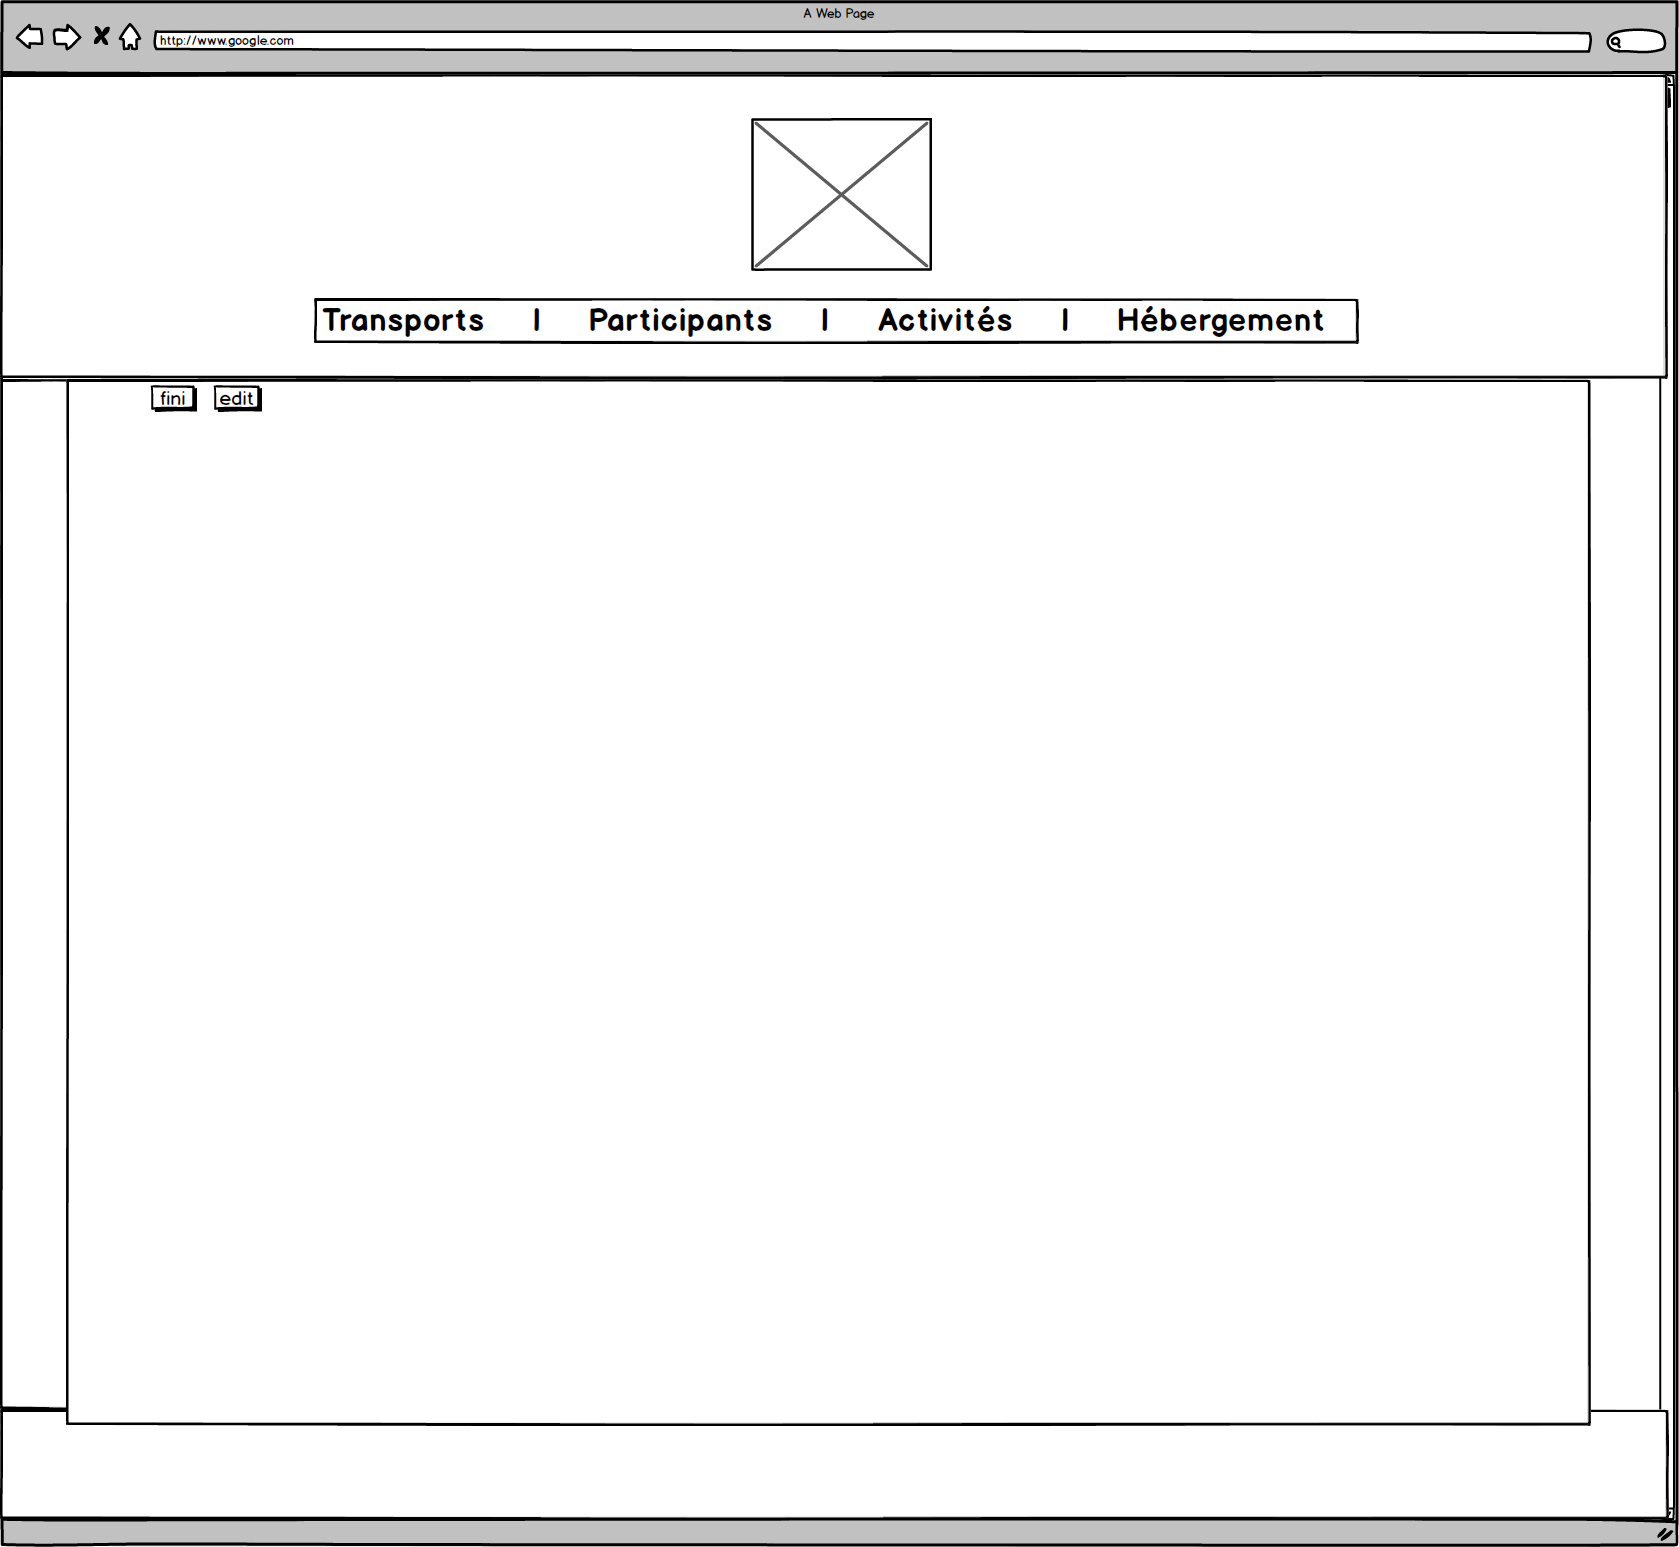 A Web Page
http://www.google.com
Transports | Participants | Activités | Hébergement
fini edit